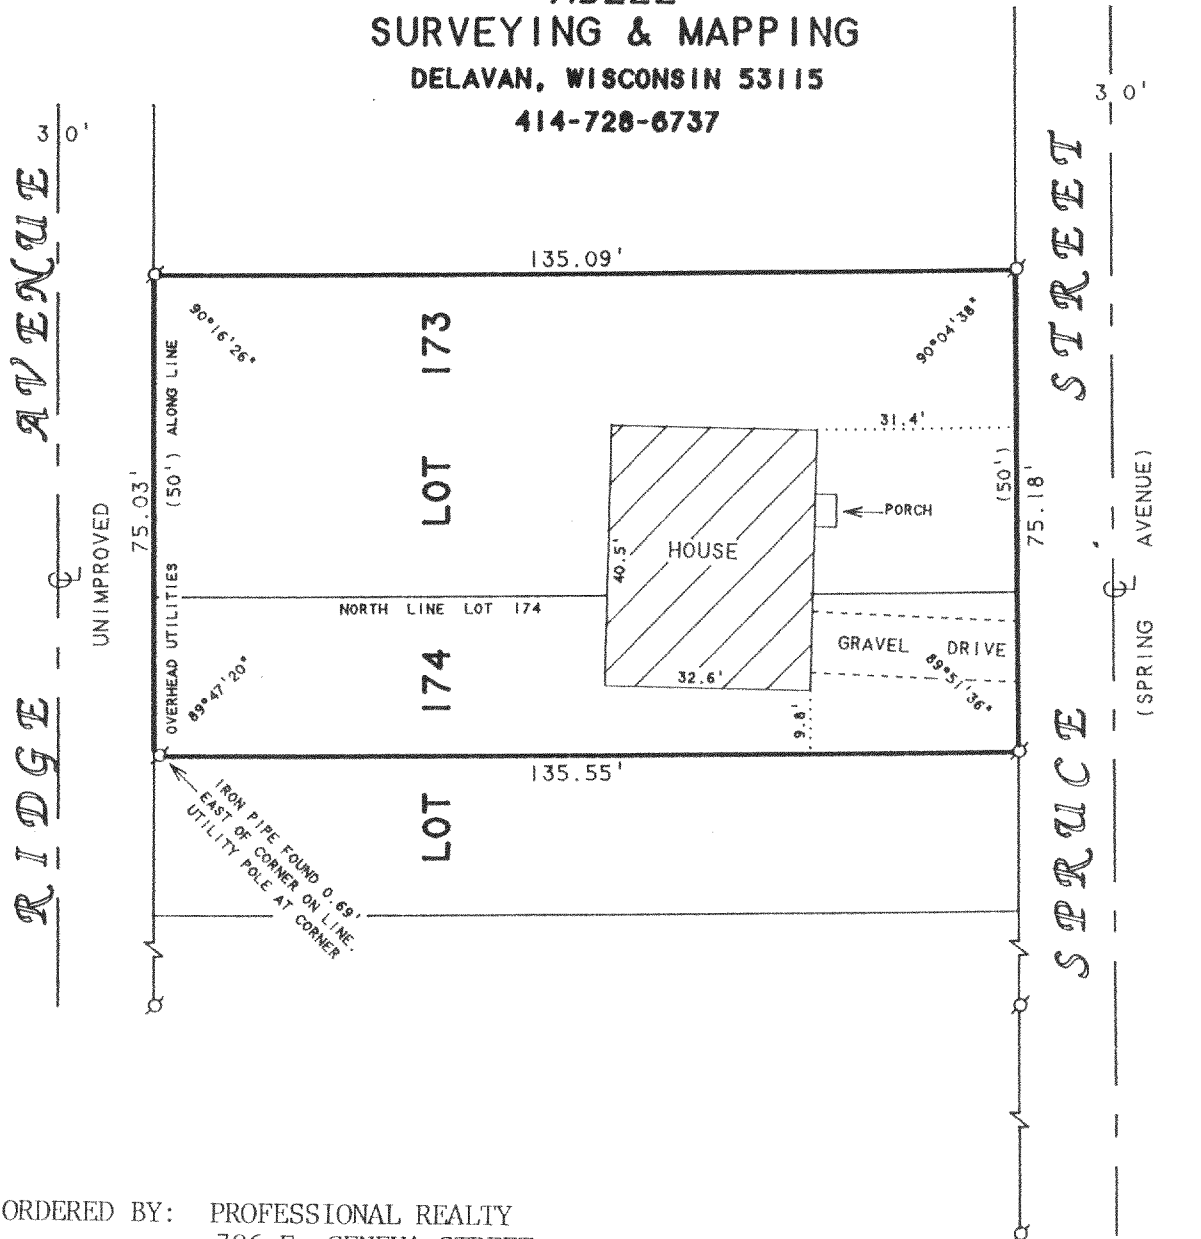 SURVEYING & MAPPING
DELAVAN, WISCONSIN 53115
414-728-6737
30'
30'
RIDGE AVENUE
UNIMPROVED
SPRUCE STREET
(SPRING AVENUE)
135.09'
90°16'26"
90°04'38"
LOT 173
75.03'
(50') ALONG LINE
OVERHEAD UTILITIES
31.4'
(50')
75.18'
PORCH
HOUSE
40.5'
NORTH LINE LOT 174
GRAVEL DRIVE
LOT 174
32.6'
89°47'20"
89°51'36"
9.8'
135.55'
IRON PIPE FOUND 0.69'
EAST OF CORNER ON LINE.
UTILITY POLE AT CORNER
ORDERED BY: PROFESSIONAL REALTY